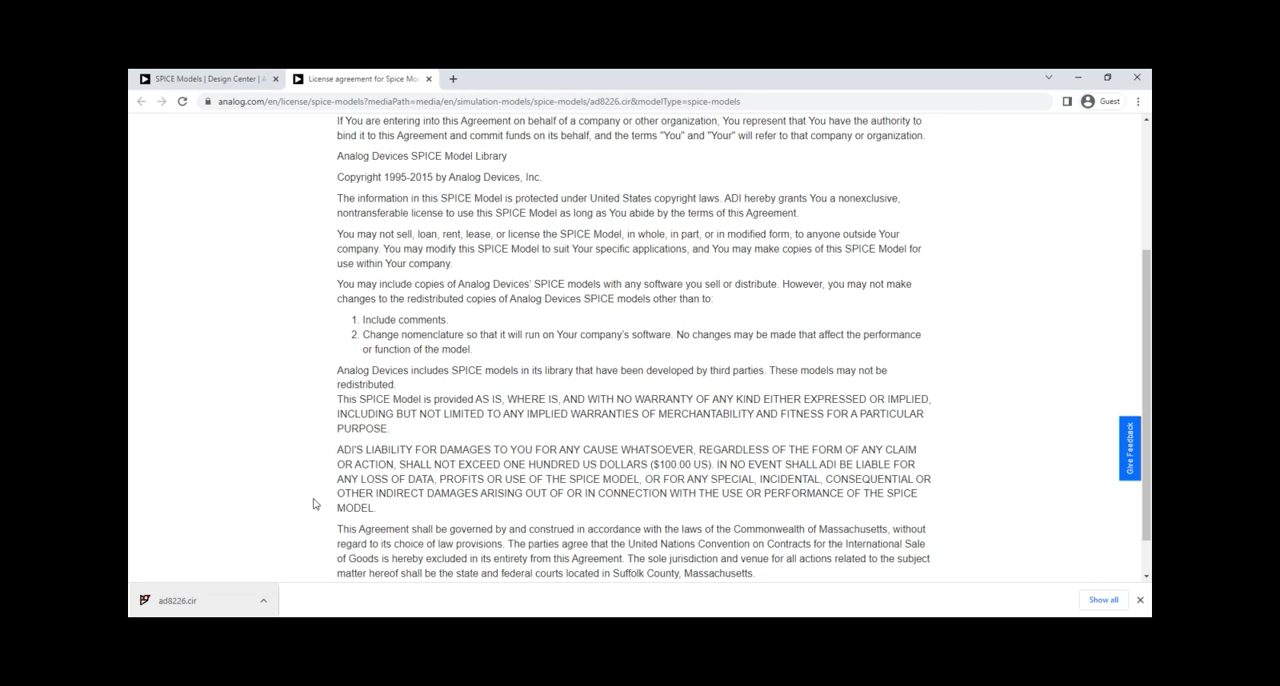 SPICE Models | Design Center | A
License agreement for Spice Mo
analog.com/en/license/spice-models?mediaPath=media/en/simulation-models/spice-models/ad8226.cir&modelType=spice-models
Guest
If You are entering into this Agreement on behalf of a company or other organization, You represent that You have the authority to
bind it to this Agreement and commit funds on its behalf, and the terms "You" and "Your" will refer to that company or organization.
Analog Devices SPICE Model Library
Copyright 1995-2015 by Analog Devices, Inc.
The information in this SPICE Model is protected under United States copyright laws. ADI hereby grants You a nonexclusive,
nontransferable license to use this SPICE Model as long as You abide by the terms of this Agreement.
You may not sell, loan, rent, lease, or license the SPICE Model, in whole, in part, or in modified form, to anyone outside Your
company. You may modify this SPICE Model to suit Your specific applications, and You may make copies of this SPICE Model for
use within Your company.
You may include copies of Analog Devices' SPICE models with any software you sell or distribute. However, you may not make
changes to the redistributed copies of Analog Devices SPICE models other than to:
1. Include comments.
2. Change nomenclature so that it will run on Your company's software. No changes may be made that affect the performance
or function of the model.
Analog Devices includes SPICE models in its library that have been developed by third parties. These models may not be
redistributed.
This SPICE Model is provided AS IS, WHERE IS, AND WITH NO WARRANTY OF ANY KIND EITHER EXPRESSED OR IMPLIED,
INCLUDING BUT NOT LIMITED TO ANY IMPLIED WARRANTIES OF MERCHANTABILITY AND FITNESS FOR A PARTICULAR
PURPOSE.
ADI'S LIABILITY FOR DAMAGES TO YOU FOR ANY CAUSE WHATSOEVER, REGARDLESS OF THE FORM OF ANY CLAIM
OR ACTION, SHALL NOT EXCEED ONE HUNDRED US DOLLARS ($100.00 US). IN NO EVENT SHALL ADI BE LIABLE FOR
ANY LOSS OF DATA, PROFITS OR USE OF THE SPICE MODEL, OR FOR ANY SPECIAL, INCIDENTAL, CONSEQUENTIAL OR
OTHER INDIRECT DAMAGES ARISING OUT OF OR IN CONNECTION WITH THE USE OR PERFORMANCE OF THE SPICE
MODEL.
Give Feedback
This Agreement shall be governed by and construed in accordance with the laws of the Commonwealth of Massachusetts, without
regard to its choice of law provisions. The parties agree that the United Nations Convention on Contracts for the International Sale
of Goods is hereby excluded in its entirety from this Agreement. The sole jurisdiction and venue for all actions related to the subject
matter hereof shall be the state and federal courts located in Suffolk County, Massachusetts.
ad8226.cir
Show all